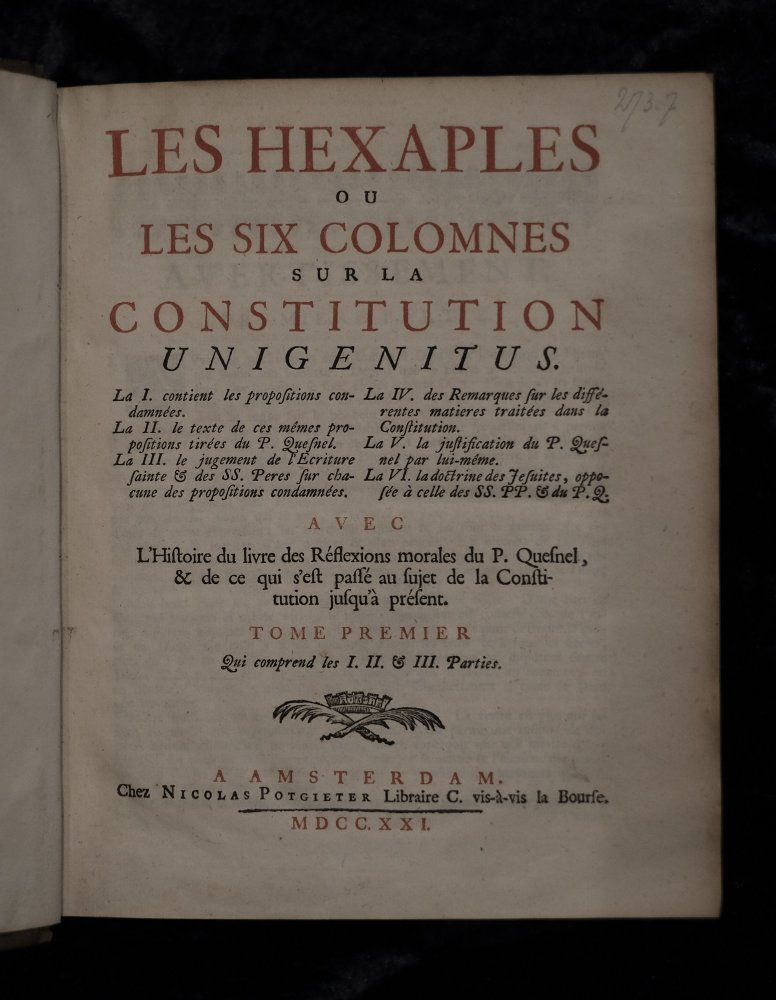 2735.7
LES HEXAPLES
OU
LES SIX COLOMNES
SUR LA
CONSTITUTION
UNIGENITUS.
La I. contient les propoſitions con-
damnées.
La II. le texte de ces mêmes pro-
poſitions tirées du P. Queſnel.
La III. le jugement de l'Ecriture
ſainte & des SS. Peres ſur cha-
cune des propoſitions condamnées.
La IV. des Remarques ſur les diffé-
rentes matieres traitées dans la
Conſtitution.
La V. la juſtification du P. Queſ-
nel par lui-même.
La VI. la doctrine des Jeſuites, oppo-
ſée à celle des SS. PP. & du P. Q.
AVEC
L'Hiſtoire du livre des Réflexions morales du P. Queſnel,
& de ce qui s'eſt paſſé au ſujet de la Conſti-
tution juſqu'à préſent.
TOME PREMIER
Qui comprend les I. II. & III. Parties.
A AMSTERDAM.
Chez NICOLAS POTGIETER Libraire C. vis-à-vis la Bourſe.
MDCC.XXI.